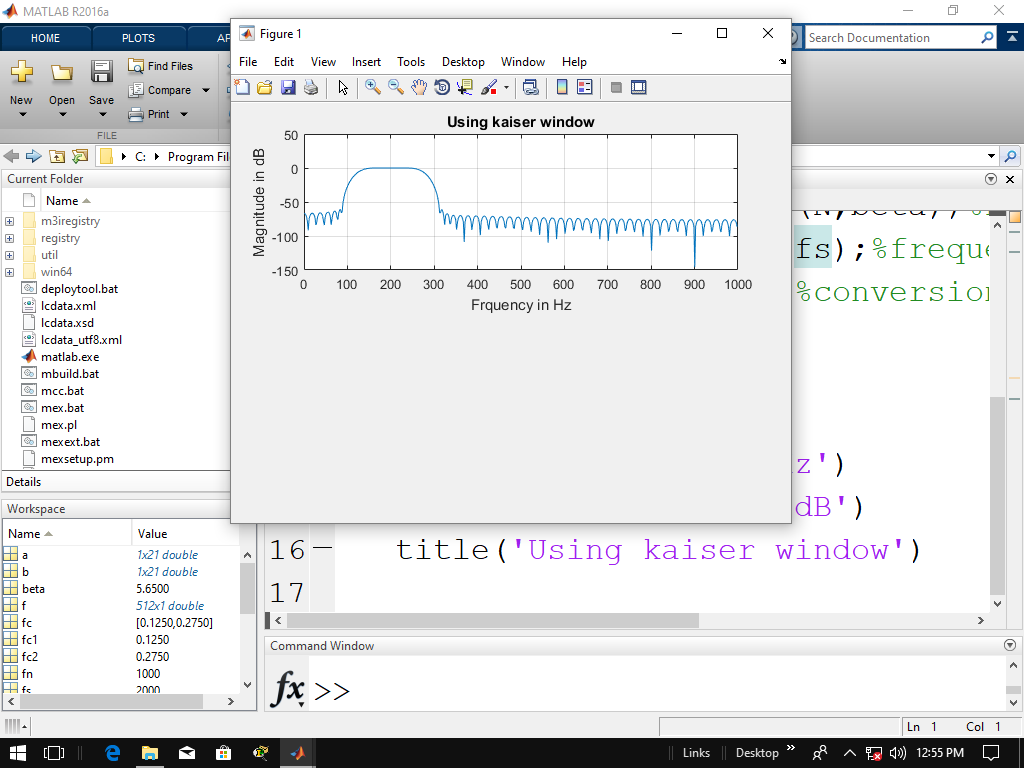 MATLAB R2016a
HOME
PLOTS
AP
Search Documentation
New
Open
Save
Find Files
Compare
Print
FILE
C:
Program Fil
Current Folder
Name
m3iregistry
registry
util
win64
deploytool.bat
lcdata.xml
lcdata.xsd
lcdata_utf8.xml
matlab.exe
mbuild.bat
mcc.bat
mex.bat
mex.pl
mexext.bat
mexsetup.pm
Details
Workspace
Name Value
a 1x21 double
b 1x21 double
beta 5.6500
f 512x1 double
fc [0.1250,0.2750]
fc1 0.1250
fc2 0.2750
fn 1000
fs 2000
Figure 1
File Edit View Insert Tools Desktop Window Help
Using kaiser window
Magnitude in dB
50
0
-50
-100
-150
0 100 200 300 400 500 600 700 800 900 1000
Frquency in Hz
(N,beta))%
fs);%freque
%conversion
z')
dB')
16 title('Using kaiser window')
17
Command Window
fx >>
Ln 1 Col 1
Links Desktop 12:55 PM